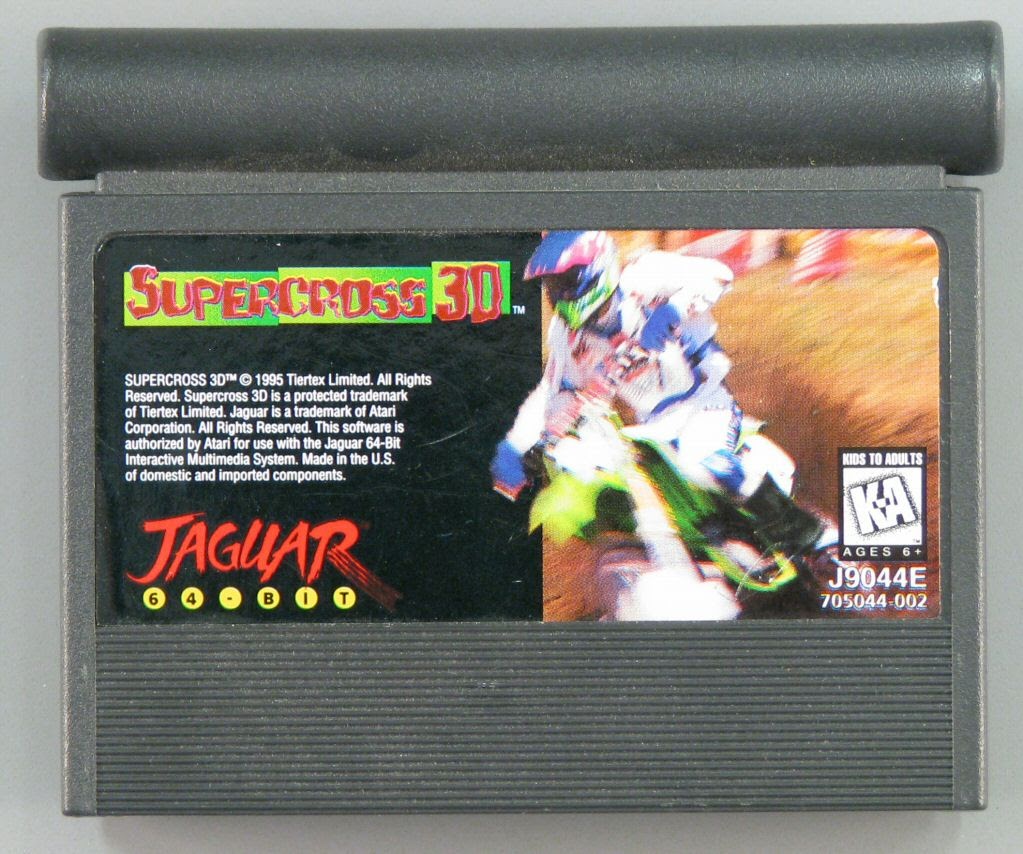 SUPERCROSS 3D™
SUPERCROSS 3D™ © 1995 Tiertex Limited. All Rights
Reserved. Supercross 3D is a protected trademark
of Tiertex Limited. Jaguar is a trademark of Atari
Corporation. All Rights Reserved. This software is
authorized by Atari for use with the Jaguar 64-Bit
Interactive Multimedia System. Made in the U.S.
of domestic and imported components.
JAGUAR
64-BIT
KIDS TO ADULTS
K-A
AGES 6+
J9044E
705044-002